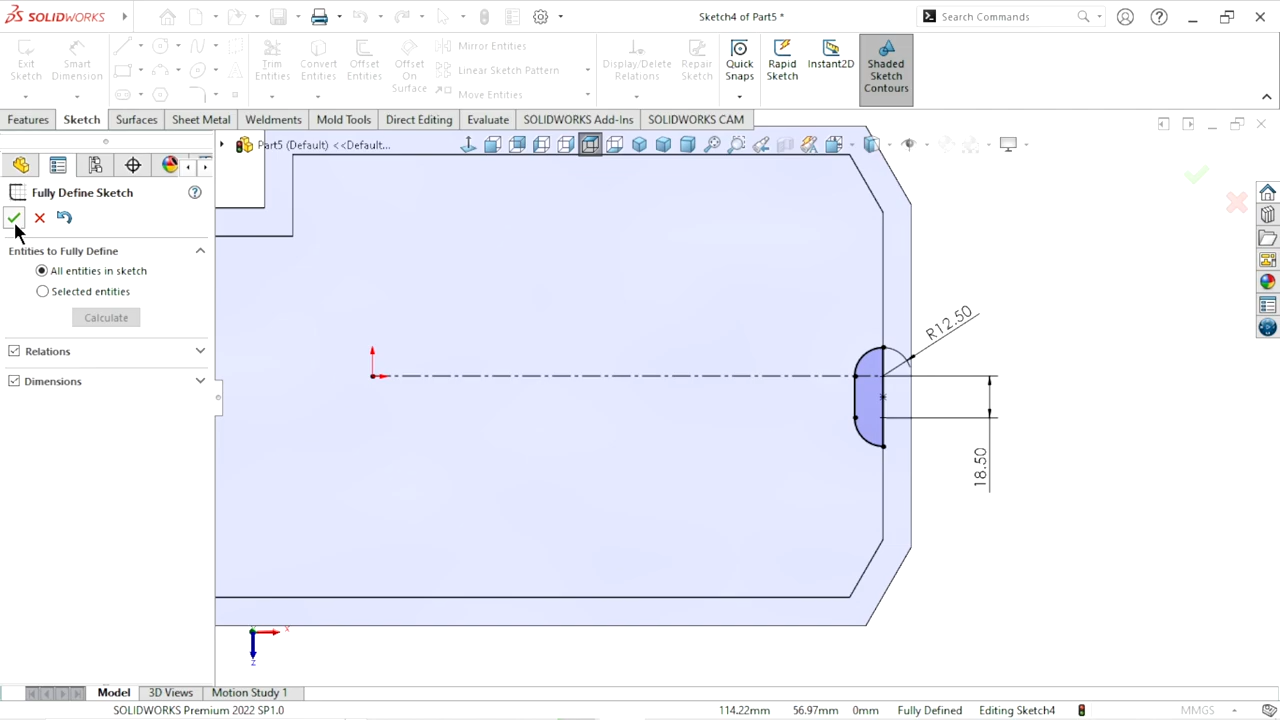 SOLIDWORKS
Sketch4 of Part5 *
Search Commands
Exit Sketch
Smart Dimension
Trim Entities
Convert Entities
Offset Entities
Offset On Surface
Mirror Entities
Linear Sketch Pattern
Move Entities
Display/Delete Relations
Repair Sketch
Quick Snaps
Rapid Sketch
Instant2D
Shaded Sketch Contours
Features
Sketch
Surfaces
Sheet Metal
Weldments
Mold Tools
Direct Editing
Evaluate
SOLIDWORKS Add-Ins
SOLIDWORKS CAM
Part5 (Default) <<Default...
Fully Define Sketch
Entities to Fully Define
All entities in sketch
Selected entities
Calculate
Relations
Dimensions
R12.50
18.50
X
Z
Model
3D Views
Motion Study 1
SOLIDWORKS Premium 2022 SP1.0
114.22mm
56.97mm
0mm
Fully Defined
Editing Sketch4
MMGS